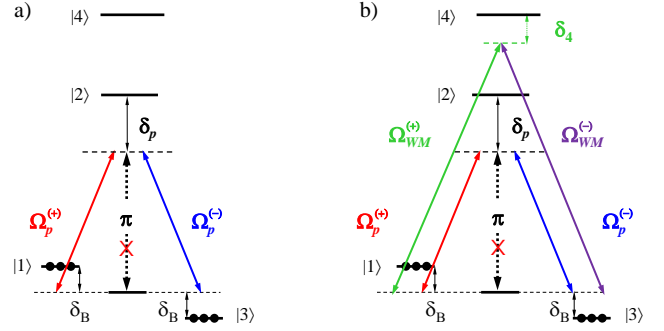 a)
|4⟩
|2⟩
δp
Ωp(+)
Ωp(-)
π
X
|1⟩
δB
δB
|3⟩
b)
|4⟩
δ4
|2⟩
δp
ΩWM(+)
ΩWM(-)
Ωp(+)
Ωp(-)
π
X
|1⟩
δB
δB
|3⟩